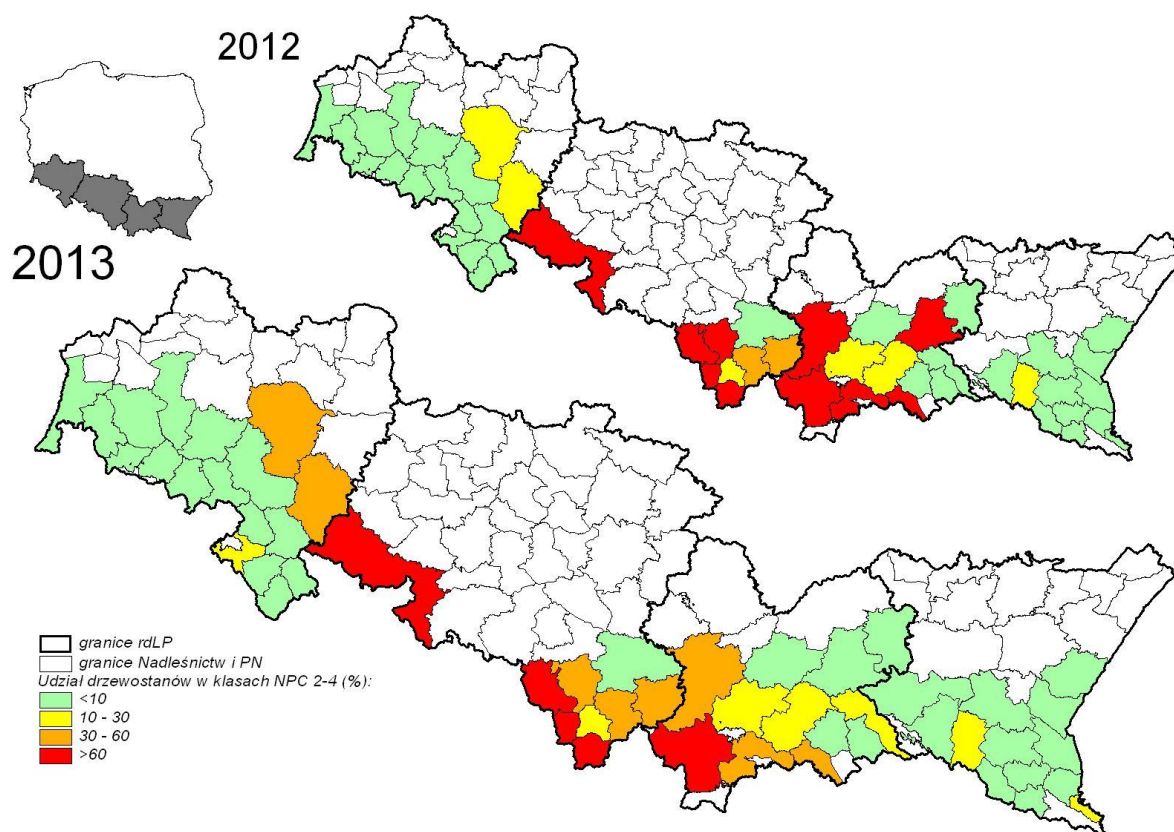 2012
2013
granice rdLP
granice Nadleśnictw i PN
Udział drzewostanów w klasach NPC 2-4 (%):
<10
10 - 30
30 - 60
>60